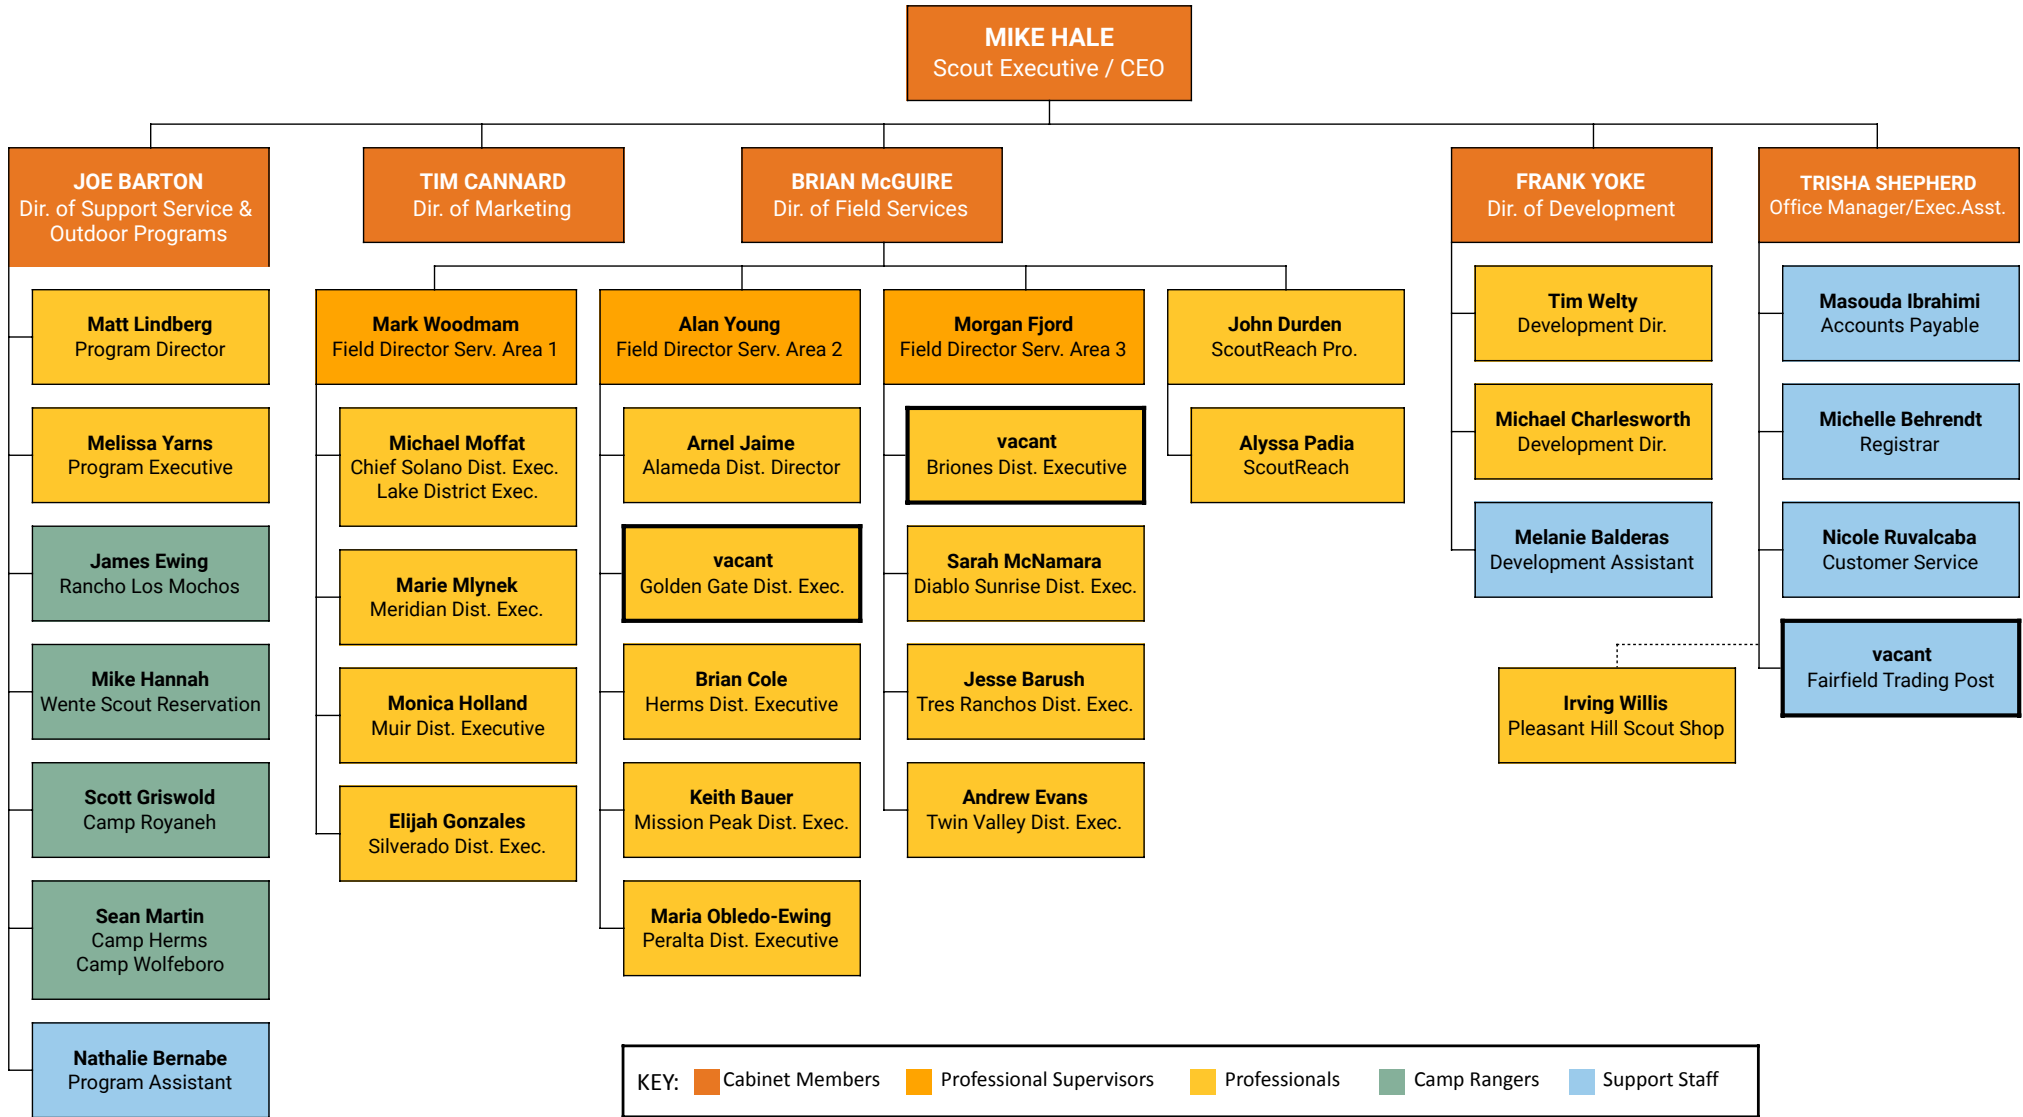 MIKE HALE
Scout Executive / CEO
JOE BARTON
Dir. of Support Service &
Outdoor Programs
TIM CANNARD
Dir. of Marketing
BRIAN McGUIRE
Dir. of Field Services
FRANK YOKE
Dir. of Development
TRISHA SHEPHERD
Office Manager/Exec.Asst.
Matt Lindberg
Program Director
Melissa Yarns
Program Executive
James Ewing
Rancho Los Mochos
Mike Hannah
Wente Scout Reservation
Scott Griswold
Camp Royaneh
Sean Martin
Camp Herms
Camp Wolfeboro
Nathalie Bernabe
Program Assistant
Mark Woodmam
Field Director Serv. Area 1
Michael Moffat
Chief Solano Dist. Exec.
Lake District Exec.
Marie Mlynek
Meridian Dist. Exec.
Monica Holland
Muir Dist. Executive
Elijah Gonzales
Silverado Dist. Exec.
Alan Young
Field Director Serv. Area 2
Arnel Jaime
Alameda Dist. Director
vacant
Golden Gate Dist. Exec.
Brian Cole
Herms Dist. Executive
Keith Bauer
Mission Peak Dist. Exec.
Maria Obledo-Ewing
Peralta Dist. Executive
Morgan Fjord
Field Director Serv. Area 3
vacant
Briones Dist. Executive
Sarah McNamara
Diablo Sunrise Dist. Exec.
Jesse Barush
Tres Ranchos Dist. Exec.
Andrew Evans
Twin Valley Dist. Exec.
John Durden
ScoutReach Pro.
Alyssa Padia
ScoutReach
Tim Welty
Development Dir.
Michael Charlesworth
Development Dir.
Melanie Balderas
Development Assistant
Masouda Ibrahimi
Accounts Payable
Michelle Behrendt
Registrar
Nicole Ruvalcaba
Customer Service
vacant
Fairfield Trading Post
Irving Willis
Pleasant Hill Scout Shop
KEY: Cabinet Members Professional Supervisors Professionals Camp Rangers Support Staff